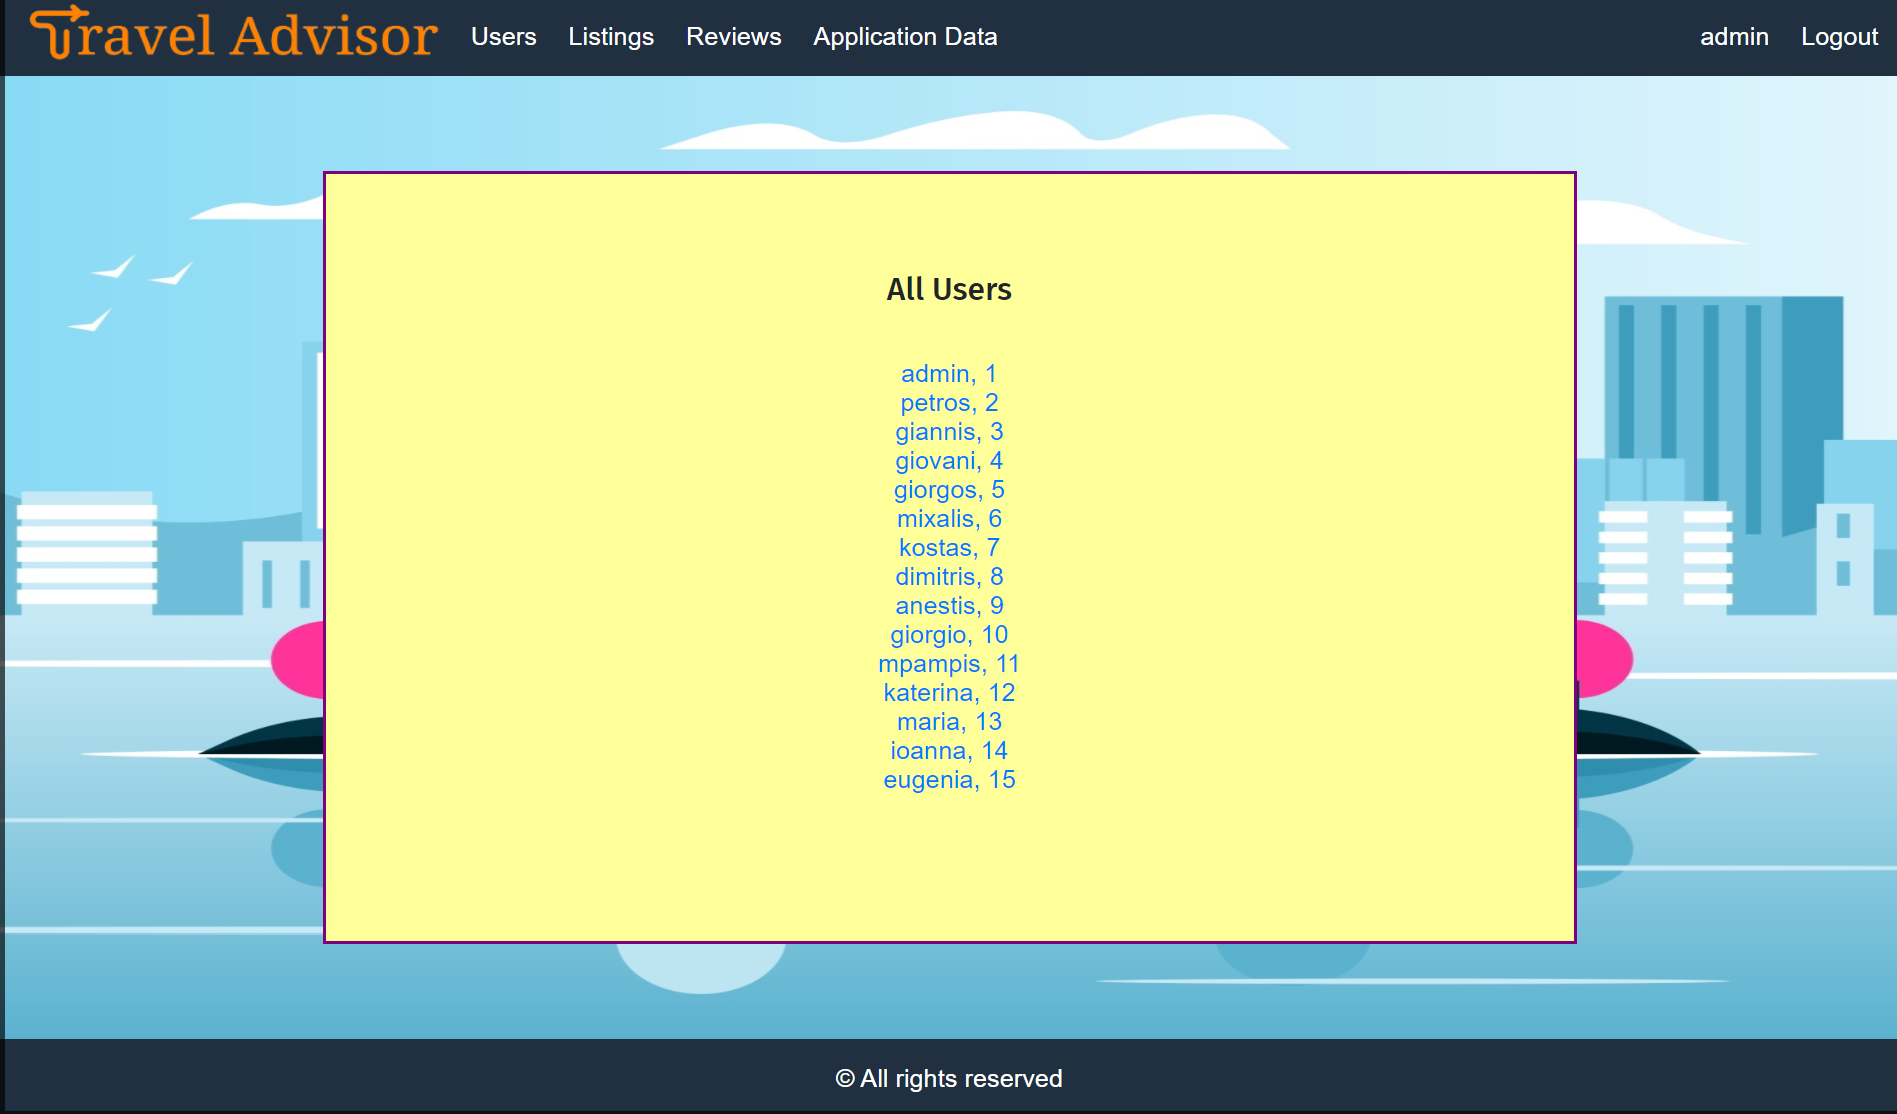 Travel Advisor Users Listings Reviews Application Data admin Logout
All Users
admin, 1
petros, 2
giannis, 3
giovani, 4
giorgos, 5
mixalis, 6
kostas, 7
dimitris, 8
anestis, 9
giorgio, 10
mpampis, 11
katerina, 12
maria, 13
ioanna, 14
eugenia, 15
© All rights reserved